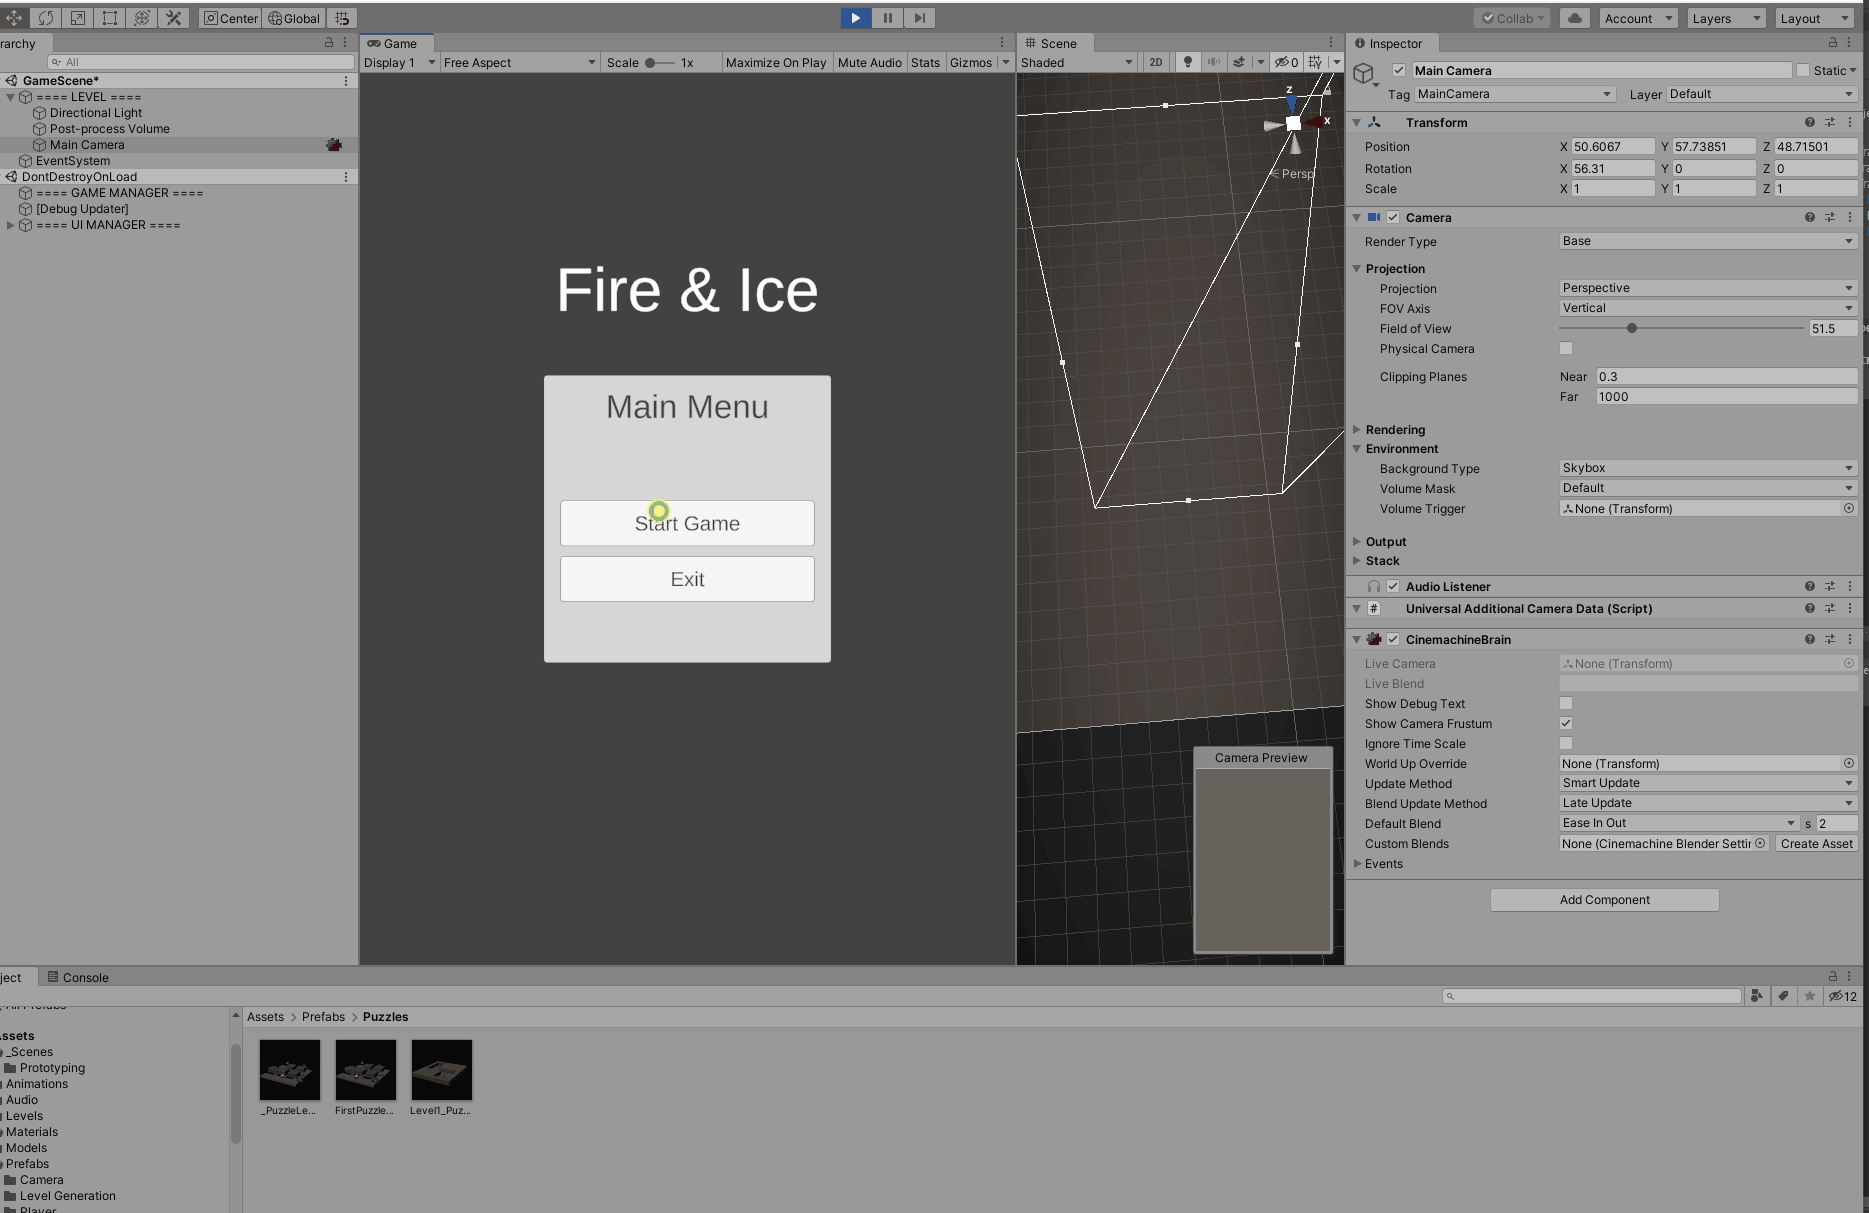 Center
Global
Collab
Account
Layers
Layout
rarchy
All
GameScene*
==== LEVEL ====
Directional Light
Post-process Volume
Main Camera
EventSystem
DontDestroyOnLoad
==== GAME MANAGER ====
[Debug Updater]
==== UI MANAGER ====
Game
Display 1
Free Aspect
Scale 1x
Maximize On Play
Mute Audio
Stats
Gizmos
Fire & Ice
Main Menu
Start Game
Exit
Scene
Shaded
2D
0
z
x
Persp
Camera Preview
Inspector
Main Camera
Static
Tag MainCamera
Layer Default
Transform
Position X 50.6067 Y 57.73851 Z 48.71501
Rotation X 56.31 Y 0 Z 0
Scale X 1 Y 1 Z 1
Camera
Render Type Base
Projection
Projection Perspective
FOV Axis Vertical
Field of View 51.5
Physical Camera
Clipping Planes Near 0.3
Far 1000
Rendering
Environment
Background Type Skybox
Volume Mask Default
Volume Trigger None (Transform)
Output
Stack
Audio Listener
# Universal Additional Camera Data (Script)
CinemachineBrain
Live Camera None (Transform)
Live Blend
Show Debug Text
Show Camera Frustum
Ignore Time Scale
World Up Override None (Transform)
Update Method Smart Update
Blend Update Method Late Update
Default Blend Ease In Out s 2
Custom Blends None (Cinemachine Blender Settir Create Asset
Events
Add Component
ject
Console
12
All Prefabs
ssets
_Scenes
Prototyping
Animations
Audio
Levels
Materials
Models
Prefabs
Camera
Level Generation
Player
Assets > Prefabs > Puzzles
_PuzzleLe...
FirstPuzzle...
Level1_Puz...